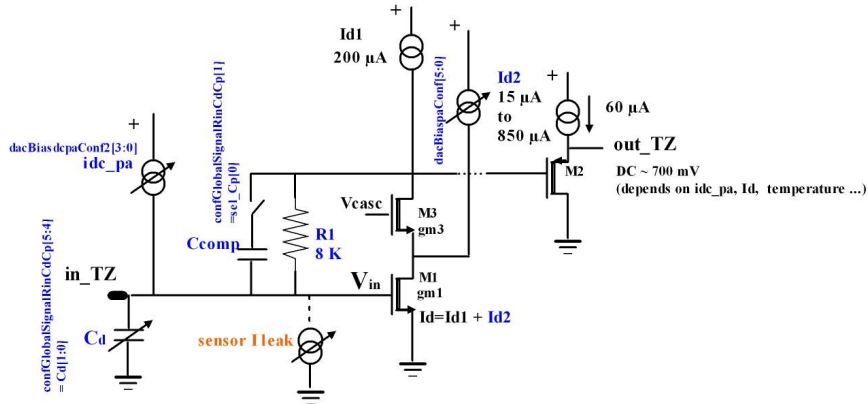 Id1
200 µA
+
+
dacBiaspaConf[5:0]
Id2
15 µA
to
850 µA
+
60 µA
out_TZ
M2
DC ~ 700 mV
(depends on idc_pa, Id, temperature ...)
confGlobalSignalRinCdCp[1]
=sel_Cp[0]
+
dacBiasdcpaConf2[3:0]
idc_pa
Vcasc
M3
gm3
Ccomp
R1
8 K
in_TZ
Vin
M1
gm1
Id=Id1 + Id2
Cd
sensor I leak
confGlobalSignalRinCdCp[5:4]
= Cd[1:0]